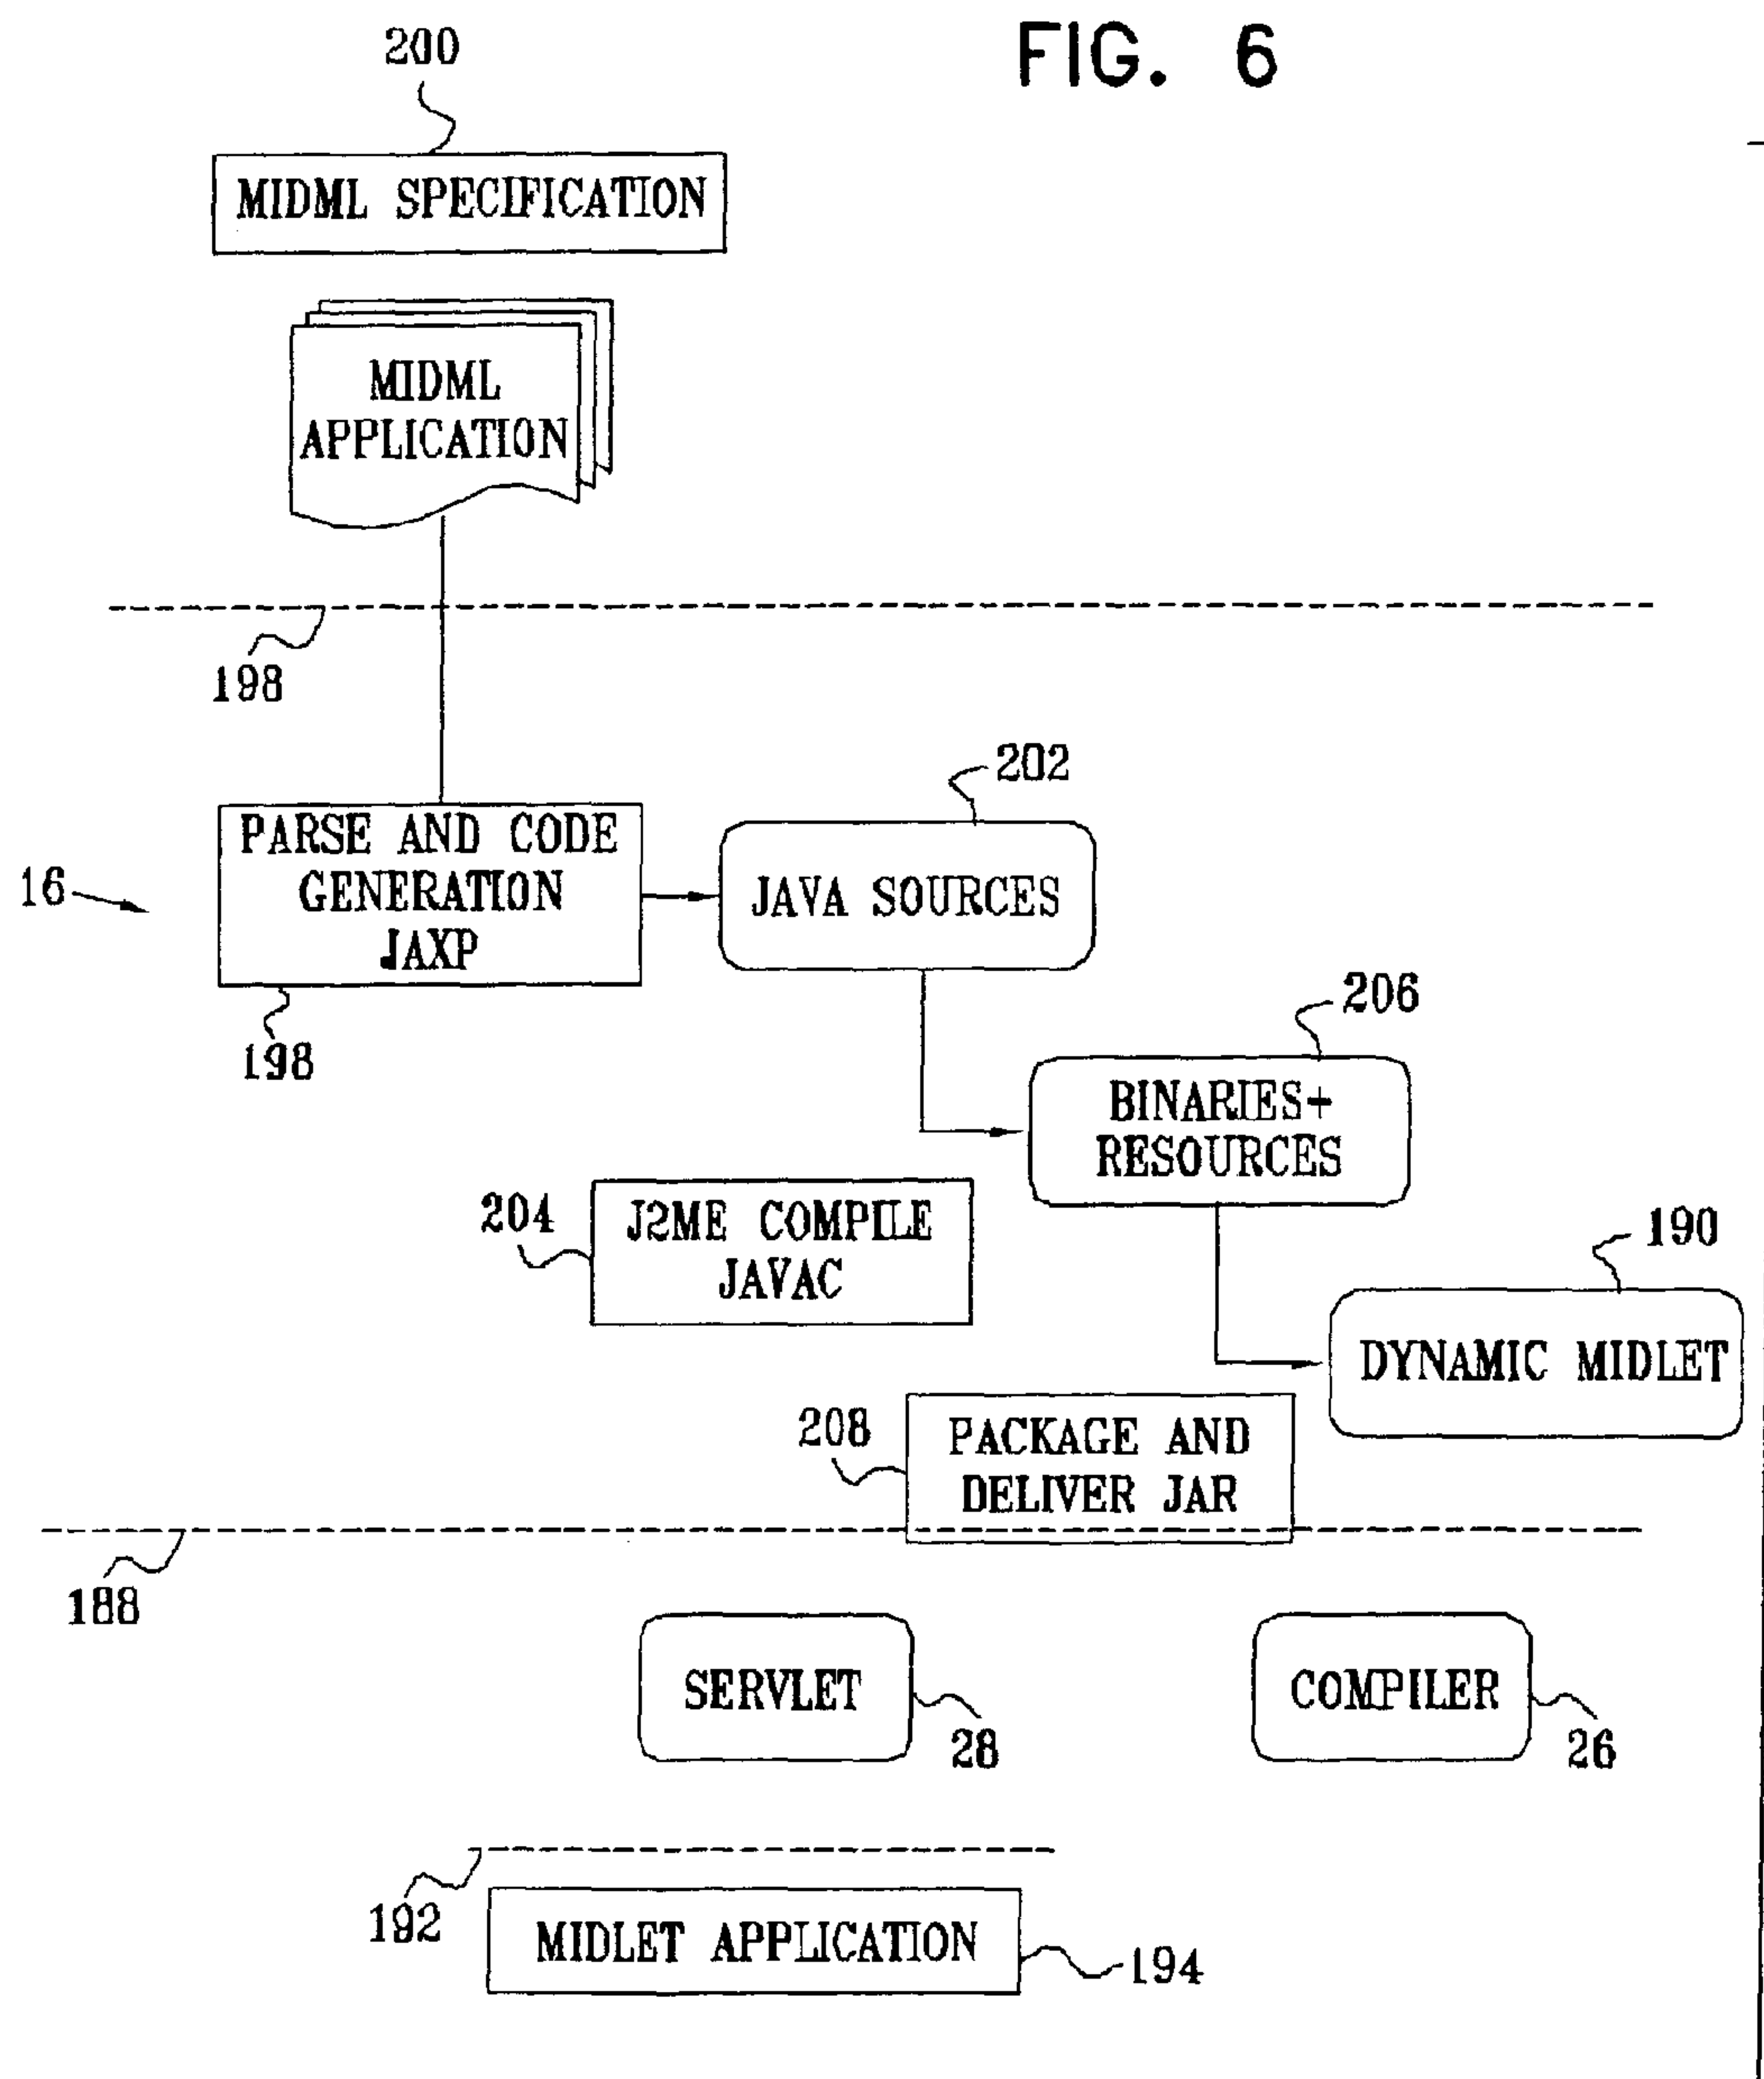 FIG. 6
200
MIDML SPECIFICATION
MIDML
APPLICATION
198
202
PARSE AND CODE
GENERATION
JAXP
16
JAVA SOURCES
198
206
BINARIES+
RESOURCES
204
J2ME COMPILE
JAVAC
190
DYNAMIC MIDLET
208
PACKAGE AND
DELIVER JAR
188
SERVLET
28
COMPILER
26
192
MIDLET APPLICATION
194